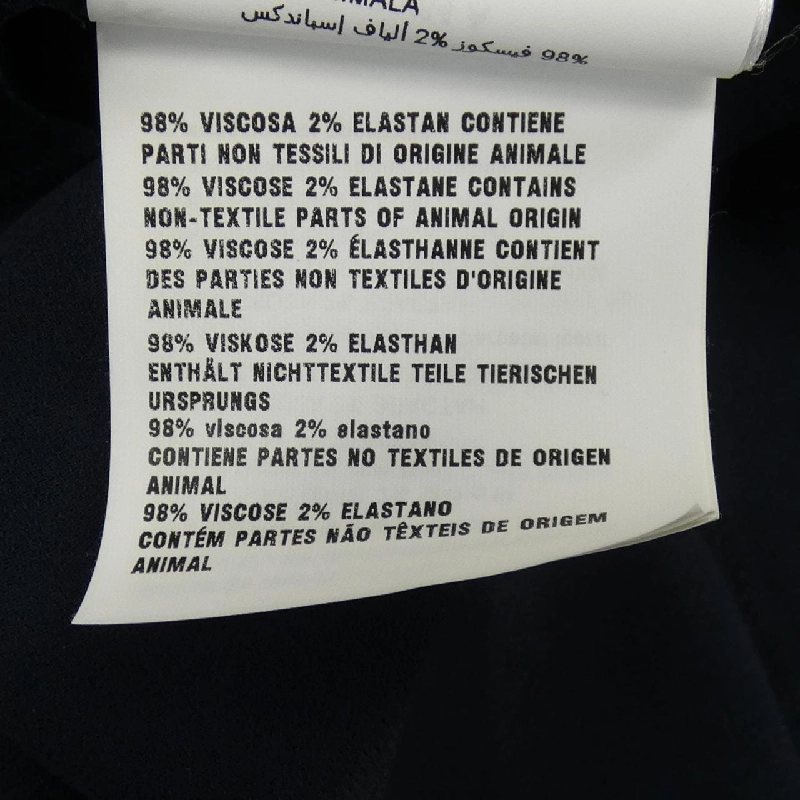 98% فيسكوز 2% ألياف إسباندكس
98% VISCOSA 2% ELASTAN CONTIENE
PARTI NON TESSILI DI ORIGINE ANIMALE
98% VISCOSE 2% ELASTANE CONTAINS
NON-TEXTILE PARTS OF ANIMAL ORIGIN
98% VISCOSE 2% ÉLASTHANNE CONTIENT
DES PARTIES NON TEXTILES D'ORIGINE
ANIMALE
98% VISKOSE 2% ELASTHAN
ENTHÄLT NICHTTEXTILE TEILE TIERISCHEN
URSPRUNGS
98% viscosa 2% elastano
CONTIENE PARTES NO TEXTILES DE ORIGEN
ANIMAL
98% VISCOSE 2% ELASTANO
CONTÉM PARTES NÃO TÊXTEIS DE ORIGEM
ANIMAL